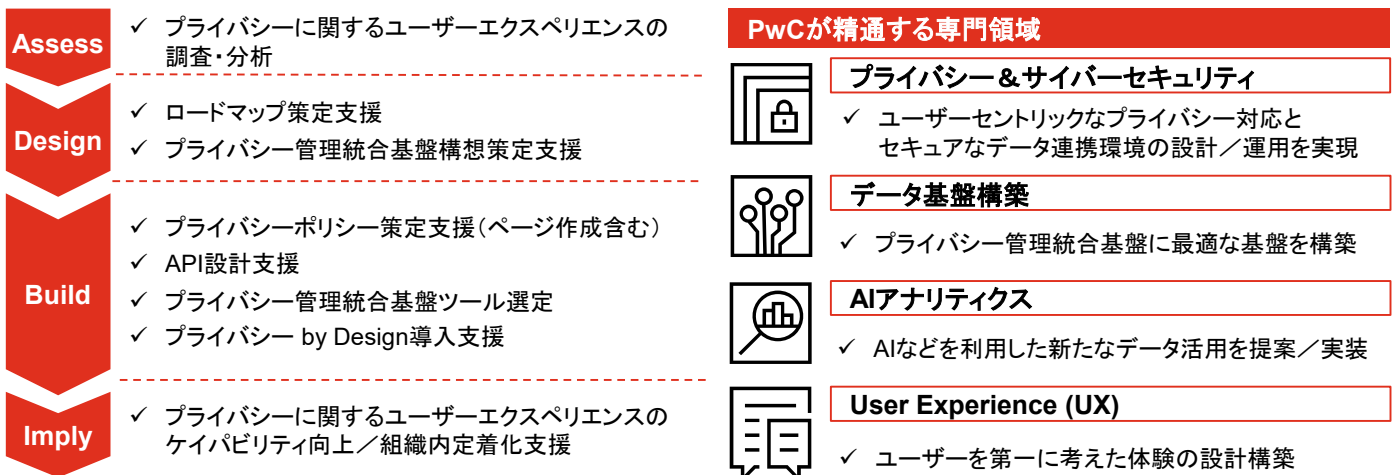 Assess
✓ プライバシーに関するユーザーエクスペリエンスの
調査・分析
Design
✓ ロードマップ策定支援
✓ プライバシー管理統合基盤構想策定支援
Build
✓ プライバシーポリシー策定支援（ページ作成含む）
✓ API設計支援
✓ プライバシー管理統合基盤ツール選定
✓ プライバシー by Design導入支援
Imply
✓ プライバシーに関するユーザーエクスペリエンスの
ケイパビリティ向上／組織内定着化支援
PwCが精通する専門領域
プライバシー＆サイバーセキュリティ
✓ ユーザーセントリックなプライバシー対応と
セキュアなデータ連携環境の設計／運用を実現
データ基盤構築
✓ プライバシー管理統合基盤に最適な基盤を構築
AIアナリティクス
✓ AIなどを利用した新たなデータ活用を提案／実装
User Experience (UX)
✓ ユーザーを第一に考えた体験の設計構築